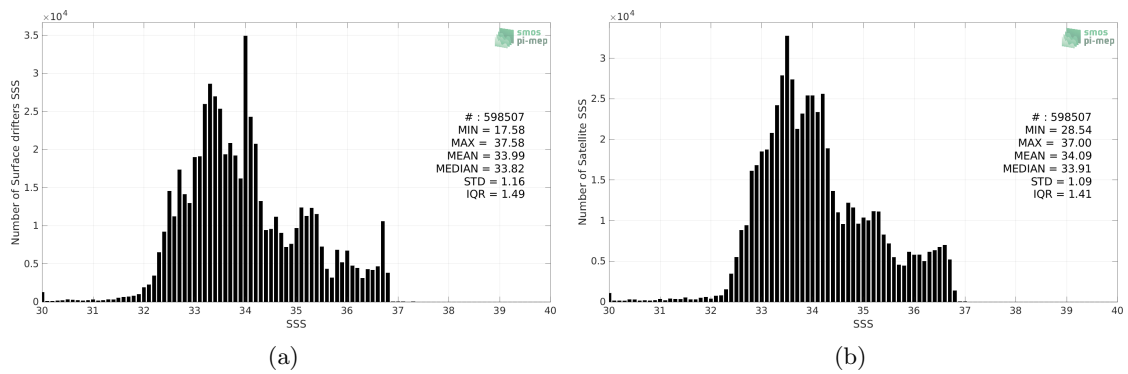 ×10⁴
3.5
3
2.5
2
1.5
1
0.5
0
Number of Surface drifters SSS
30 31 32 33 34 35 36 37 38 39 40
SSS
smos
pi-mep
# : 598507
MIN = 17.58
MAX = 37.58
MEAN = 33.99
MEDIAN = 33.82
STD = 1.16
IQR = 1.49
(a)
×10⁴
3
2.5
2
1.5
1
0.5
0
Number of Satellite SSS
30 31 32 33 34 35 36 37 38 39 40
SSS
smos
pi-mep
# : 598507
MIN = 28.54
MAX = 37.00
MEAN = 34.09
MEDIAN = 33.91
STD = 1.09
IQR = 1.41
(b)